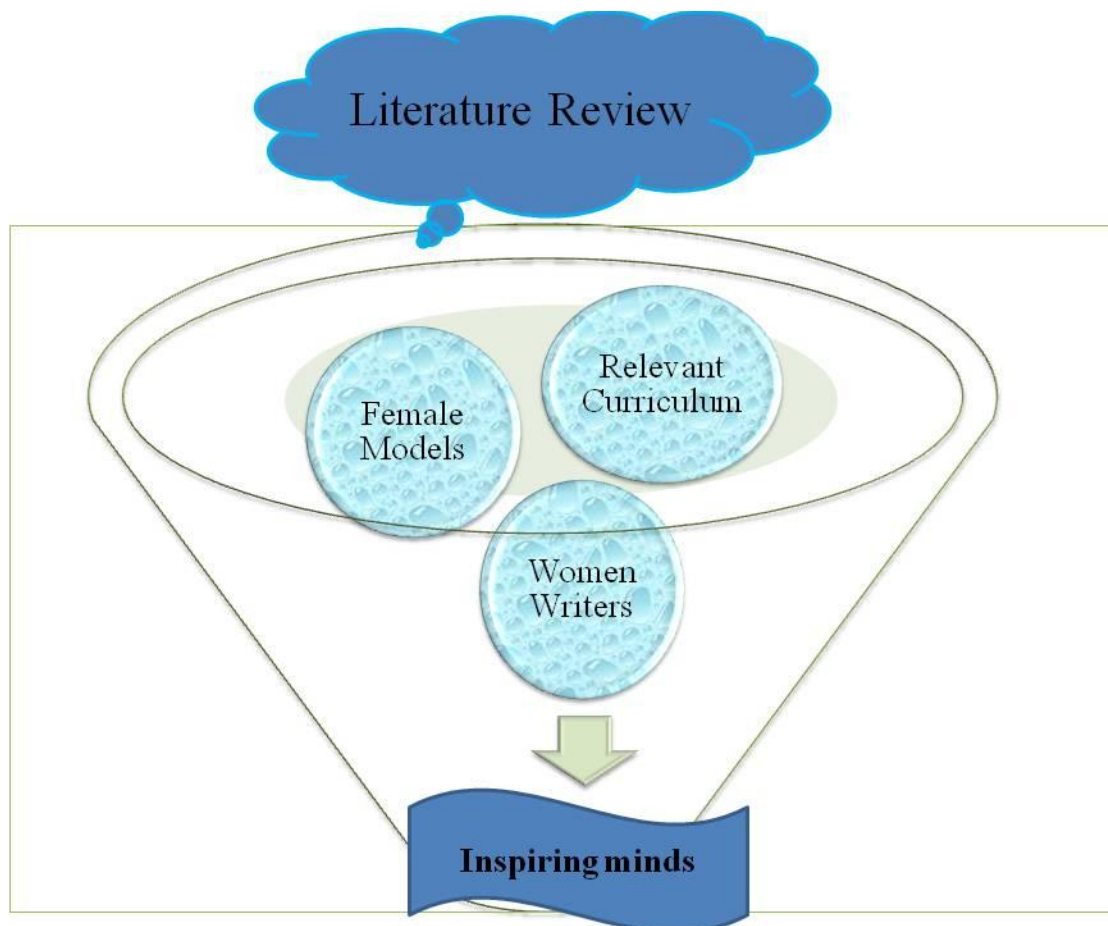 Literature Review
Relevant
Curriculum
Female
Models
Women
Writers
Inspiring minds